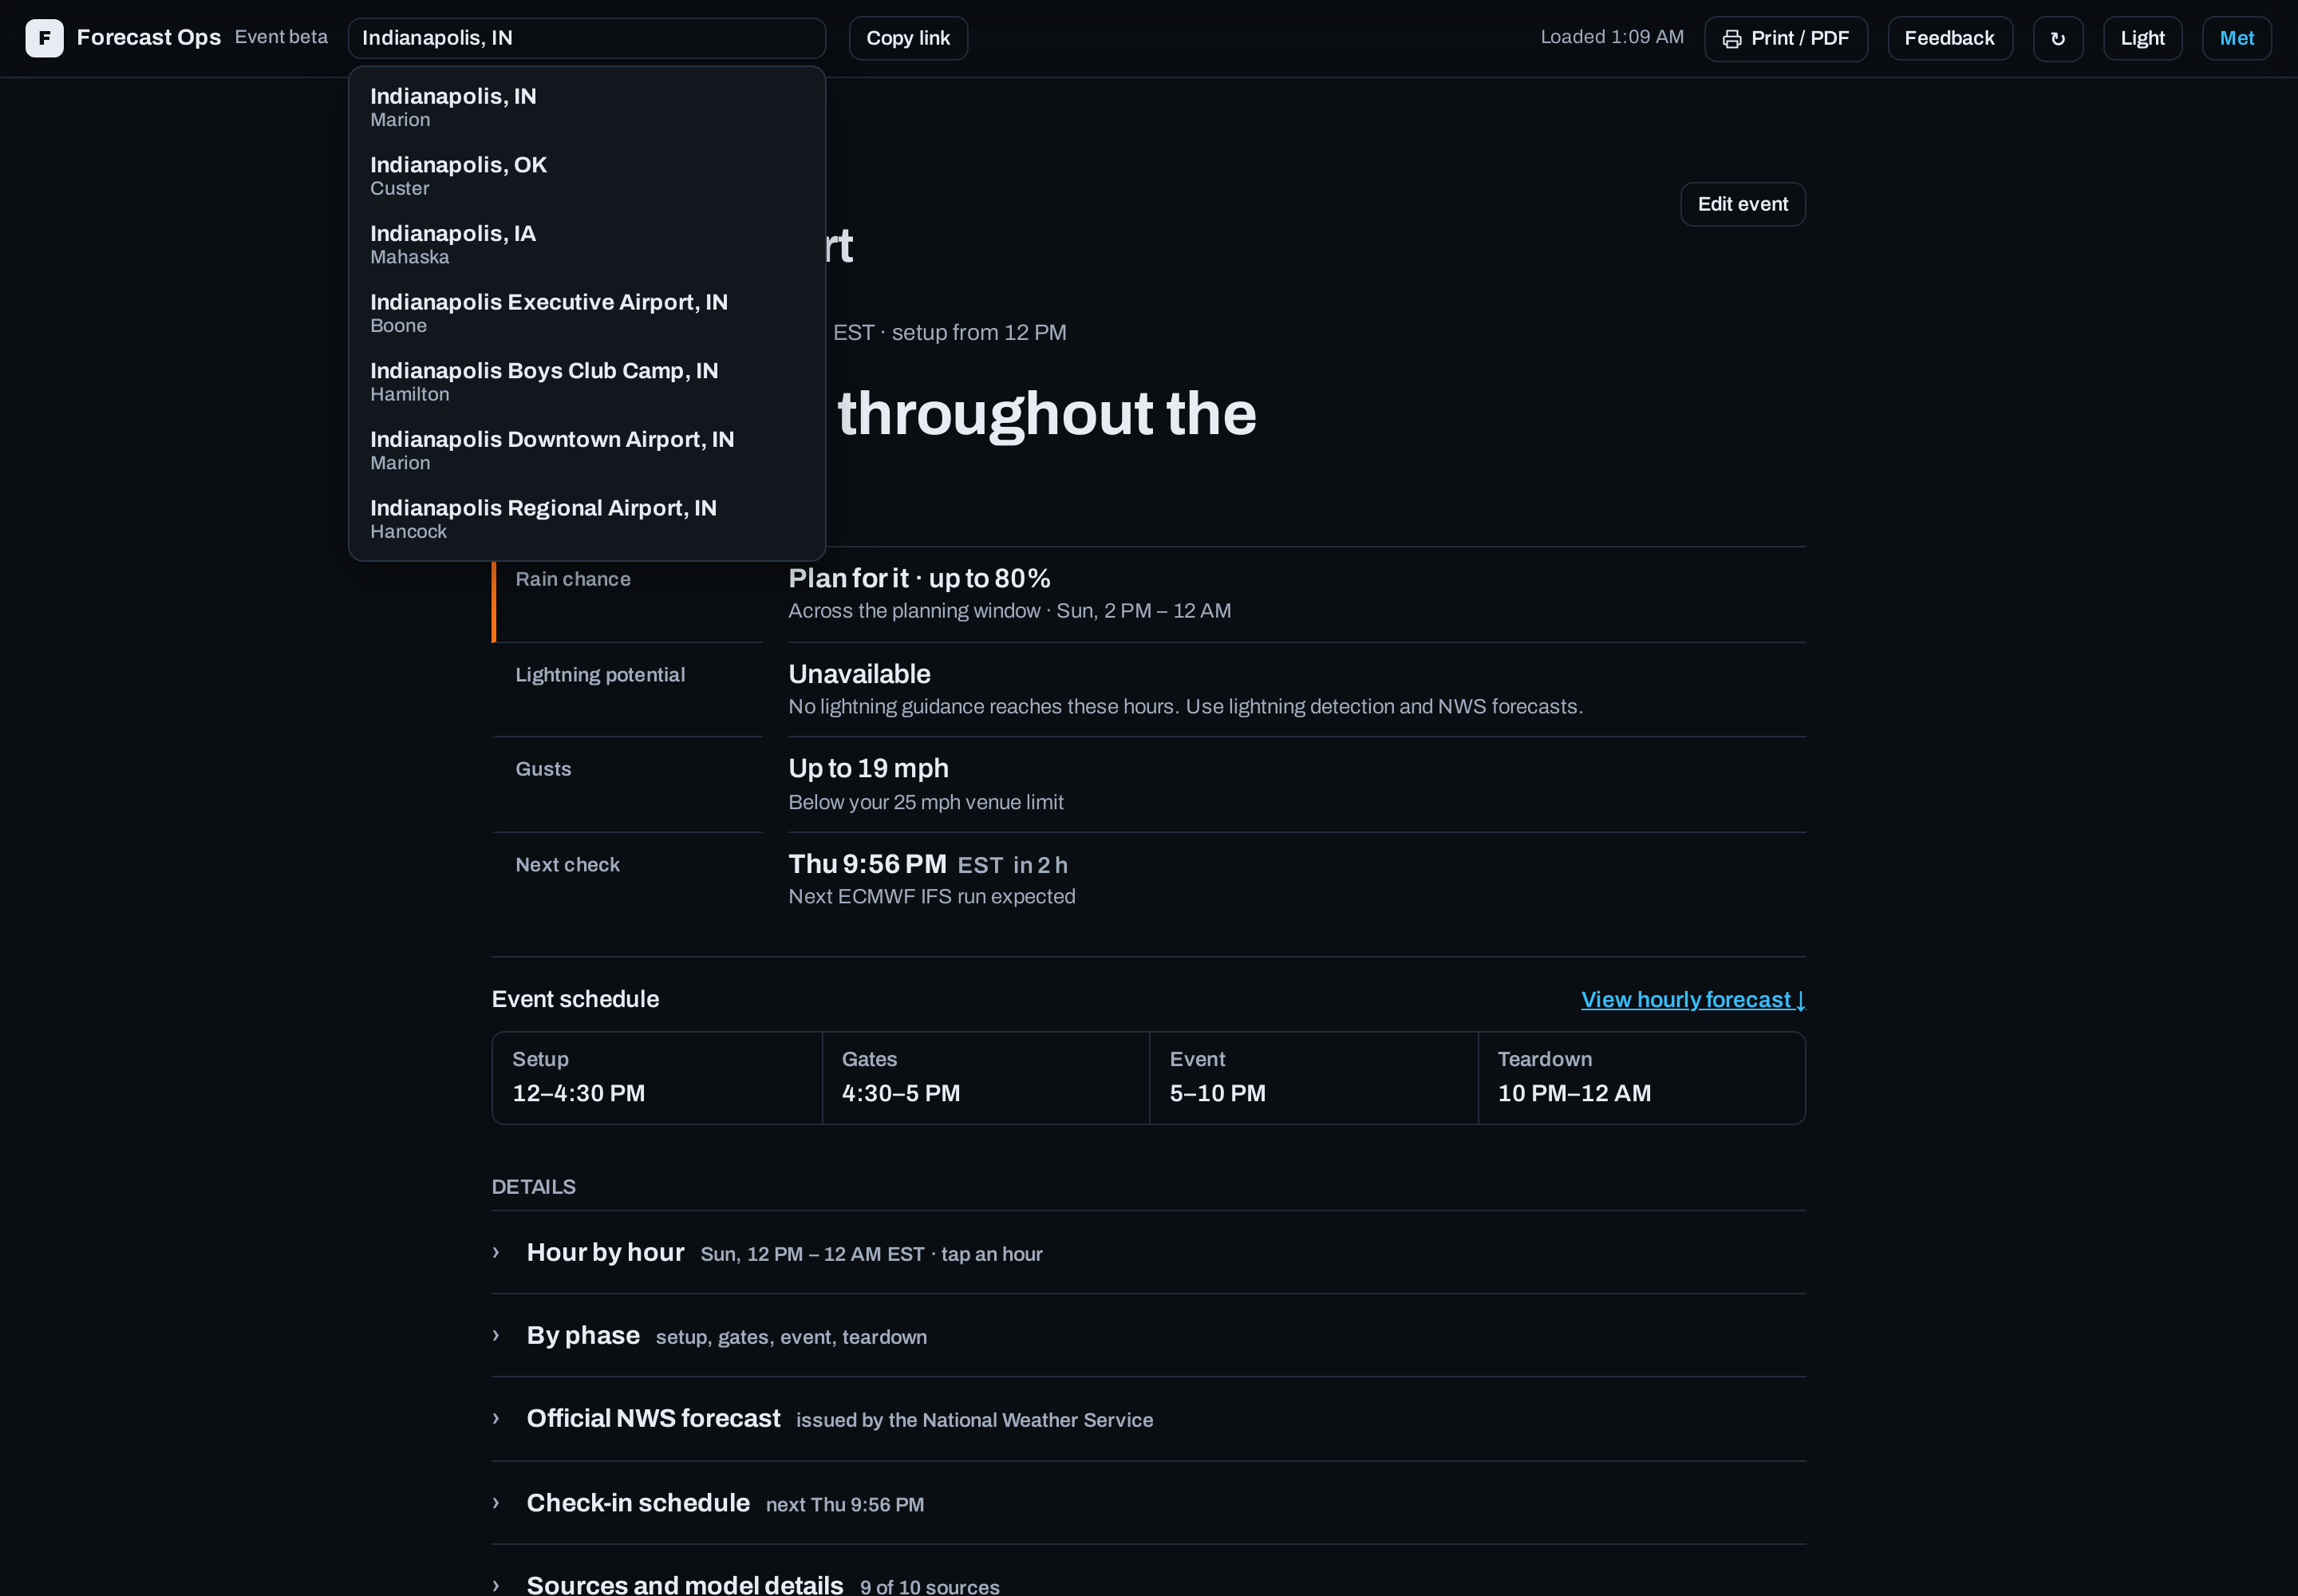 F Forecast Ops Event beta Indianapolis, IN Copy link Loaded 1:09 AM Print / PDF Feedback ↻ Light Met
Indianapolis, IN
Marion
Indianapolis, OK
Custer
Indianapolis, IA
Mahaska
Indianapolis Executive Airport, IN
Boone
Indianapolis Boys Club Camp, IN
Hamilton
Indianapolis Downtown Airport, IN
Marion
Indianapolis Regional Airport, IN
Hancock
Edit event
rt
EST · setup from 12 PM
throughout the
Rain chance
Plan for it · up to 80%
Across the planning window · Sun, 2 PM – 12 AM
Lightning potential
Unavailable
No lightning guidance reaches these hours. Use lightning detection and NWS forecasts.
Gusts
Up to 19 mph
Below your 25 mph venue limit
Next check
Thu 9:56 PM EST in 2 h
Next ECMWF IFS run expected
Event schedule
View hourly forecast ↓
Setup
12–4:30 PM
Gates
4:30–5 PM
Event
5–10 PM
Teardown
10 PM–12 AM
DETAILS
› Hour by hour Sun, 12 PM – 12 AM EST · tap an hour
› By phase setup, gates, event, teardown
› Official NWS forecast issued by the National Weather Service
› Check-in schedule next Thu 9:56 PM
› Sources and model details 9 of 10 sources